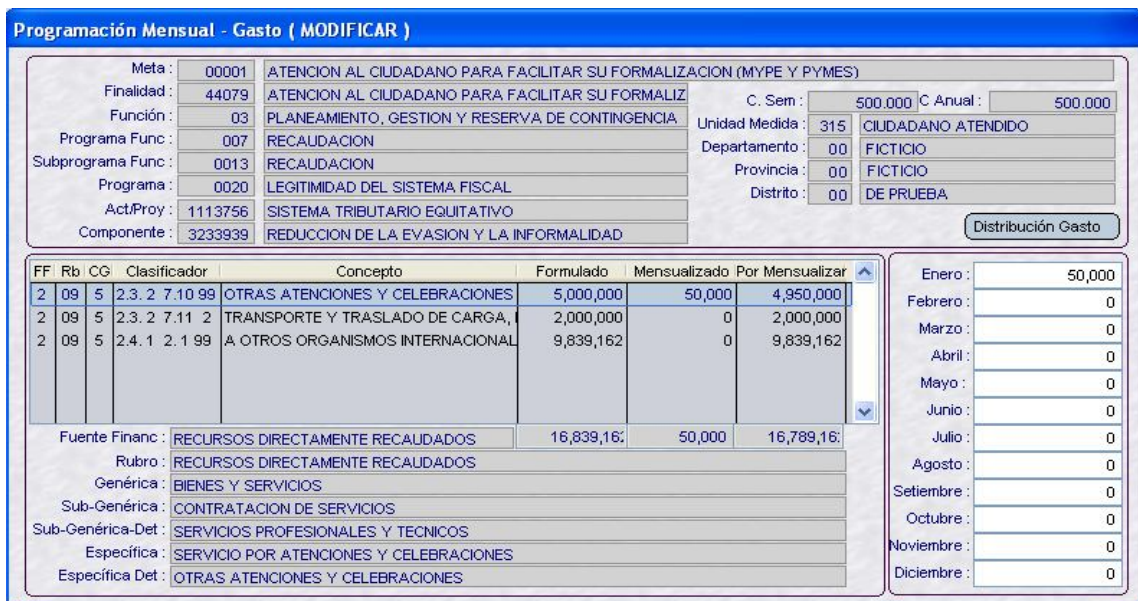 Programación Mensual - Gasto ( MODIFICAR )
Meta : 00001 ATENCION AL CIUDADANO PARA FACILITAR SU FORMALIZACION (MYPE Y PYMES)
Finalidad : 44079 ATENCION AL CIUDADANO PARA FACILITAR SU FORMALIZ
Función : 03 PLANEAMIENTO, GESTION Y RESERVA DE CONTINGENCIA
Programa Func : 007 RECAUDACION
Subprograma Func : 0013 RECAUDACION
Programa : 0020 LEGITIMIDAD DEL SISTEMA FISCAL
Act/Proy : 1113756 SISTEMA TRIBUTARIO EQUITATIVO
Componente : 3233939 REDUCCION DE LA EVASION Y LA INFORMALIDAD
C. Sem : 500.000 C Anual : 500.000
Unidad Medida : 315 CIUDADANO ATENDIDO
Departamento : 00 FICTICIO
Provincia : 00 FICTICIO
Distrito : 00 DE PRUEBA
Distribución Gasto
FF Rb CG Clasificador Concepto Formulado Mensualizado Por Mensualizar
2 09 5 2.3. 2 7.10 99 OTRAS ATENCIONES Y CELEBRACIONES 5,000,000 50,000 4,950,000
2 09 5 2.3. 2 7.11 2 TRANSPORTE Y TRASLADO DE CARGA, 2,000,000 0 2,000,000
2 09 5 2.4. 1 2. 1 99 A OTROS ORGANISMOS INTERNACIONAL 9,839,162 0 9,839,162
Fuente Financ : RECURSOS DIRECTAMENTE RECAUDADOS 16,839,16 50,000 16,789,16
Rubro : RECURSOS DIRECTAMENTE RECAUDADOS
Genérica : BIENES Y SERVICIOS
Sub-Genérica : CONTRATACION DE SERVICIOS
Sub-Genérica-Det : SERVICIOS PROFESIONALES Y TECNICOS
Específica : SERVICIO POR ATENCIONES Y CELEBRACIONES
Específica Det : OTRAS ATENCIONES Y CELEBRACIONES
Enero : 50,000
Febrero : 0
Marzo : 0
Abril : 0
Mayo : 0
Junio : 0
Julio : 0
Agosto : 0
Setiembre : 0
Octubre : 0
Noviembre : 0
Diciembre : 0